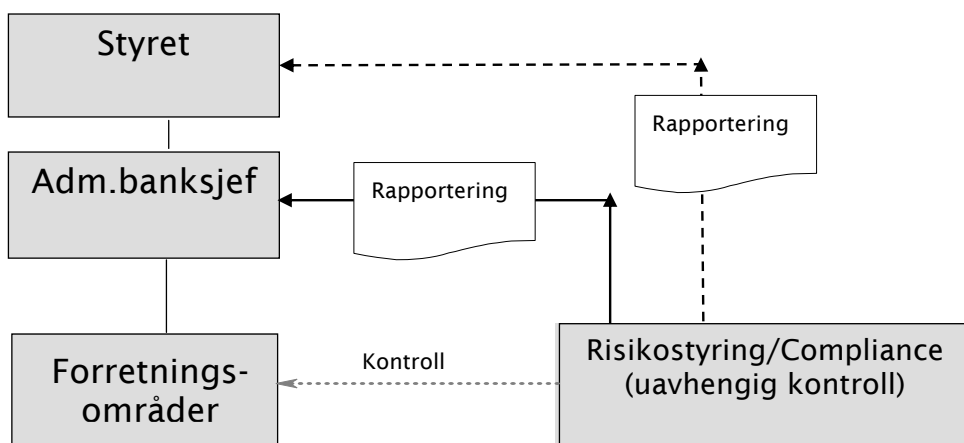 Styret
Rapportering
Adm.banksjef
Rapportering
Forretnings-
områder
Kontroll
Risikostyring/Compliance
(uavhengig kontroll)